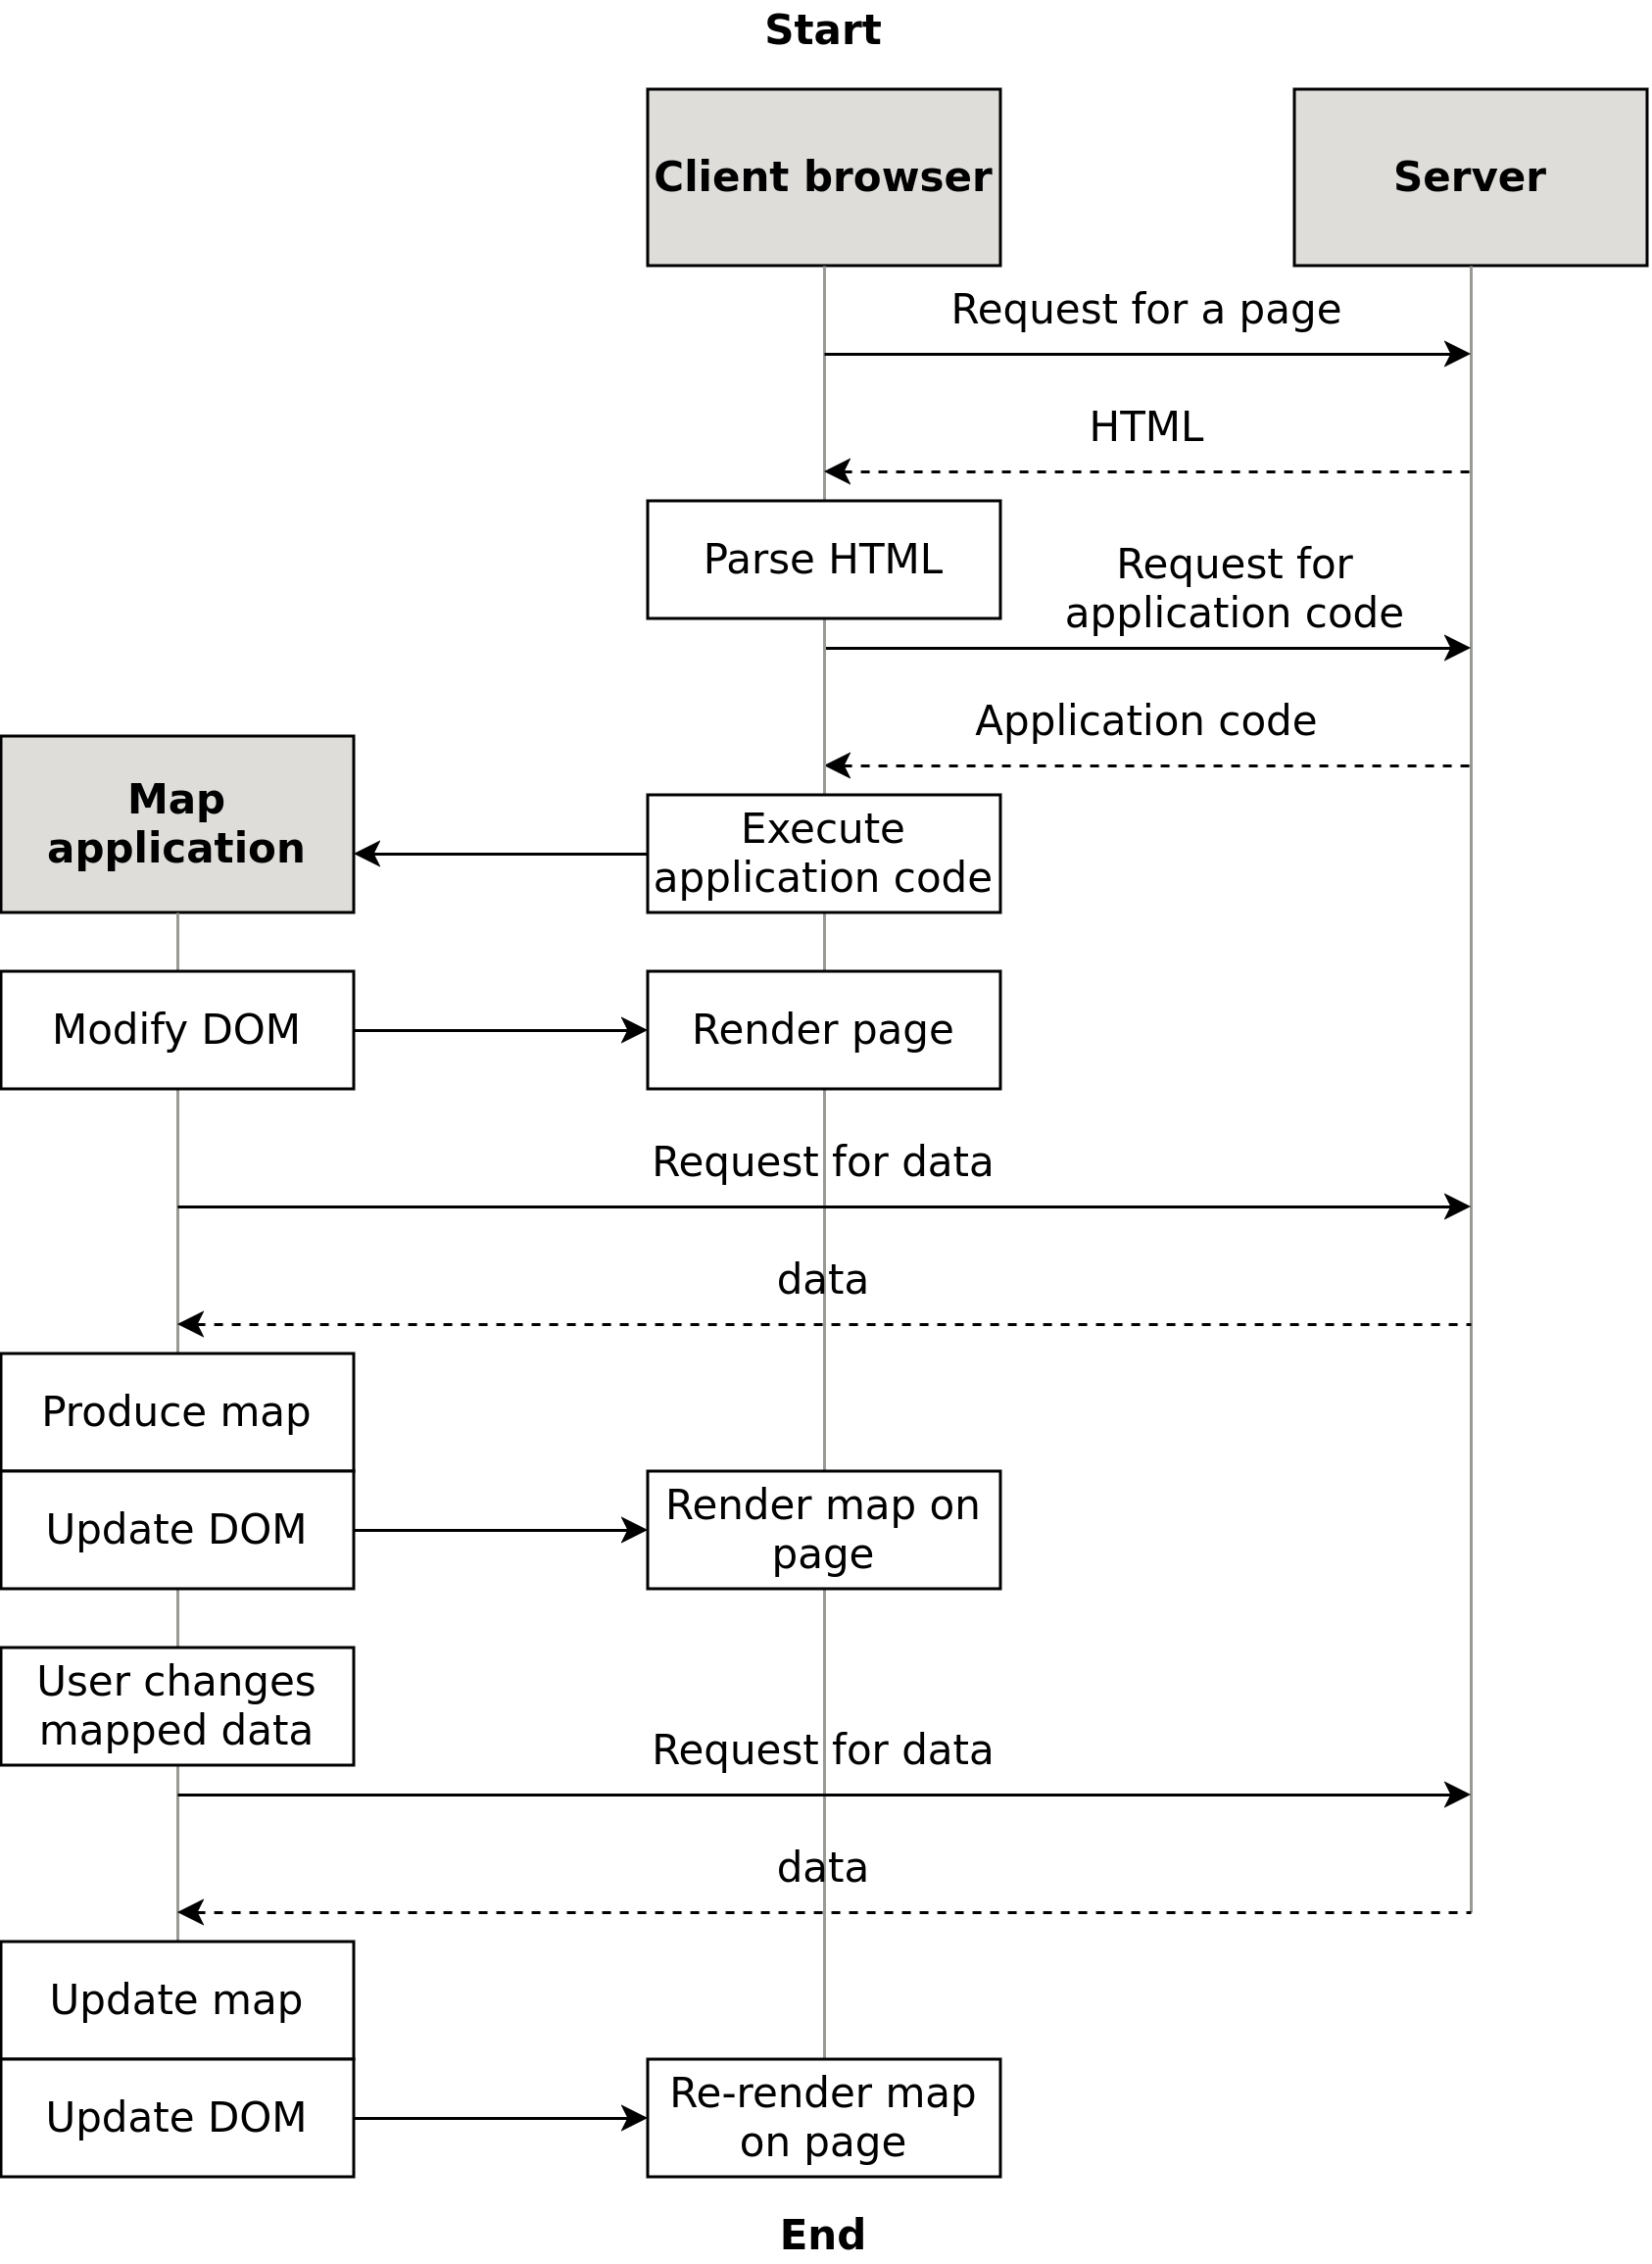 Start
Client browser
Server
Request for a page
HTML
Parse HTML
Request for
application code
Application code
Map
application
Execute
application code
Modify DOM
Render page
Request for data
data
Produce map
Update DOM
Render map on
page
User changes
mapped data
Request for data
data
Update map
Update DOM
Re-render map
on page
End